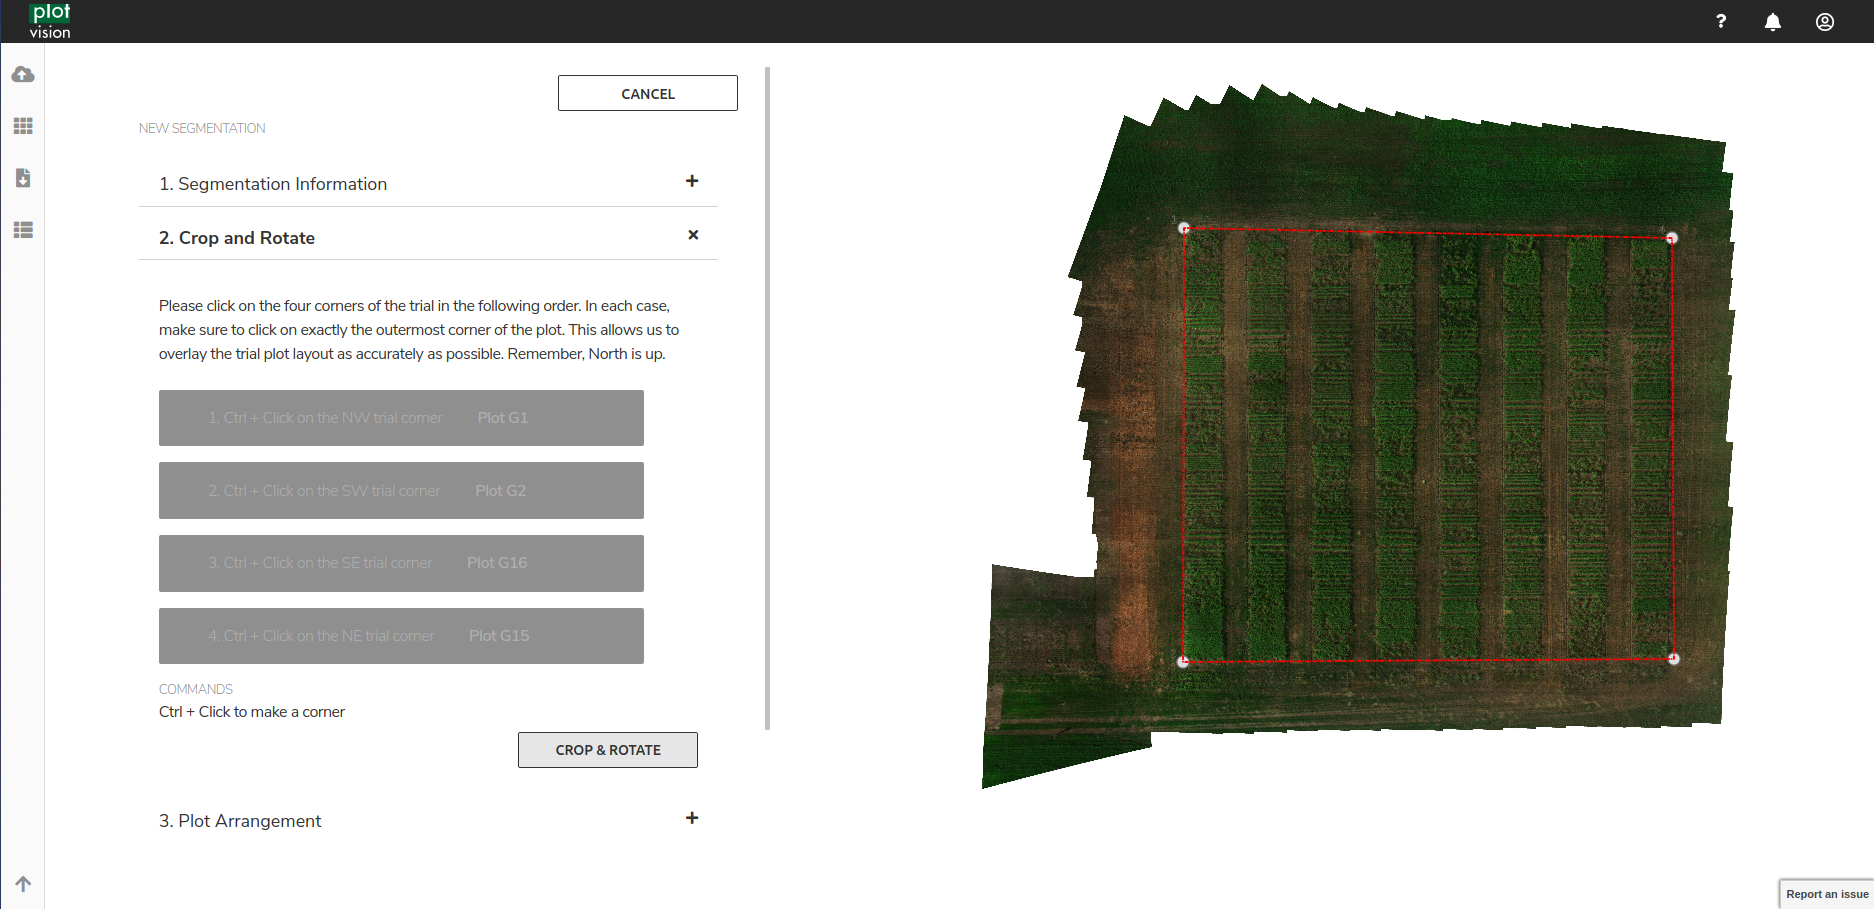 plot
vision
?
CANCEL
NEW SEGMENTATION
1. Segmentation Information
2. Crop and Rotate
Please click on the four corners of the trial in the following order. In each case,
make sure to click on exactly the outermost corner of the plot. This allows us to
overlay the trial plot layout as accurately as possible. Remember, North is up.
1. Ctrl + Click on the NW trial corner Plot G1
2. Ctrl + Click on the SW trial corner Plot G2
3. Ctrl + Click on the SE trial corner Plot G16
4. Ctrl + Click on the NE trial corner Plot G15
COMMANDS
Ctrl + Click to make a corner
CROP & ROTATE
3. Plot Arrangement
1
4
Report an issue